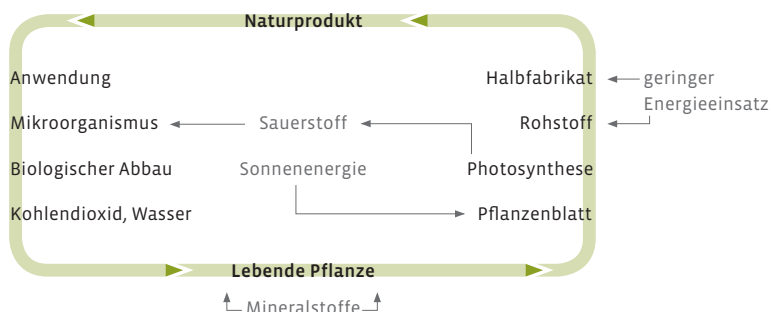 Naturprodukt
Anwendung
Halbfabrikat
geringer
Energieeinsatz
Mikroorganismus
Sauerstoff
Rohstoff
Biologischer Abbau
Sonnenenergie
Photosynthese
Kohlendioxid, Wasser
Pflanzenblatt
Lebende Pflanze
Mineralstoffe